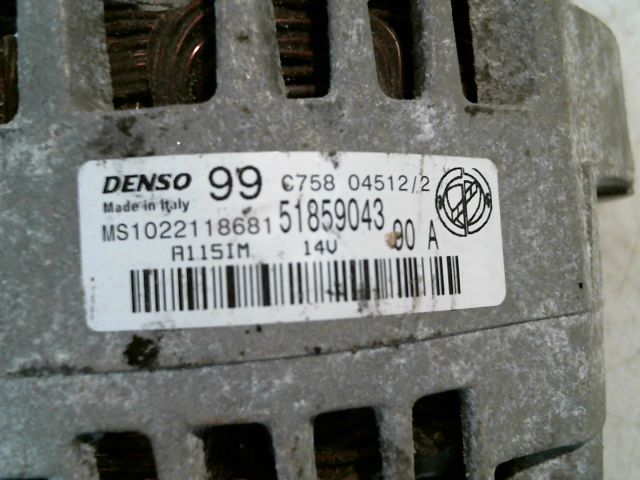 DENSO 99 C758 04512/2
Made in Italy
MS1022118681 51859043
A115IM 14V 90 A